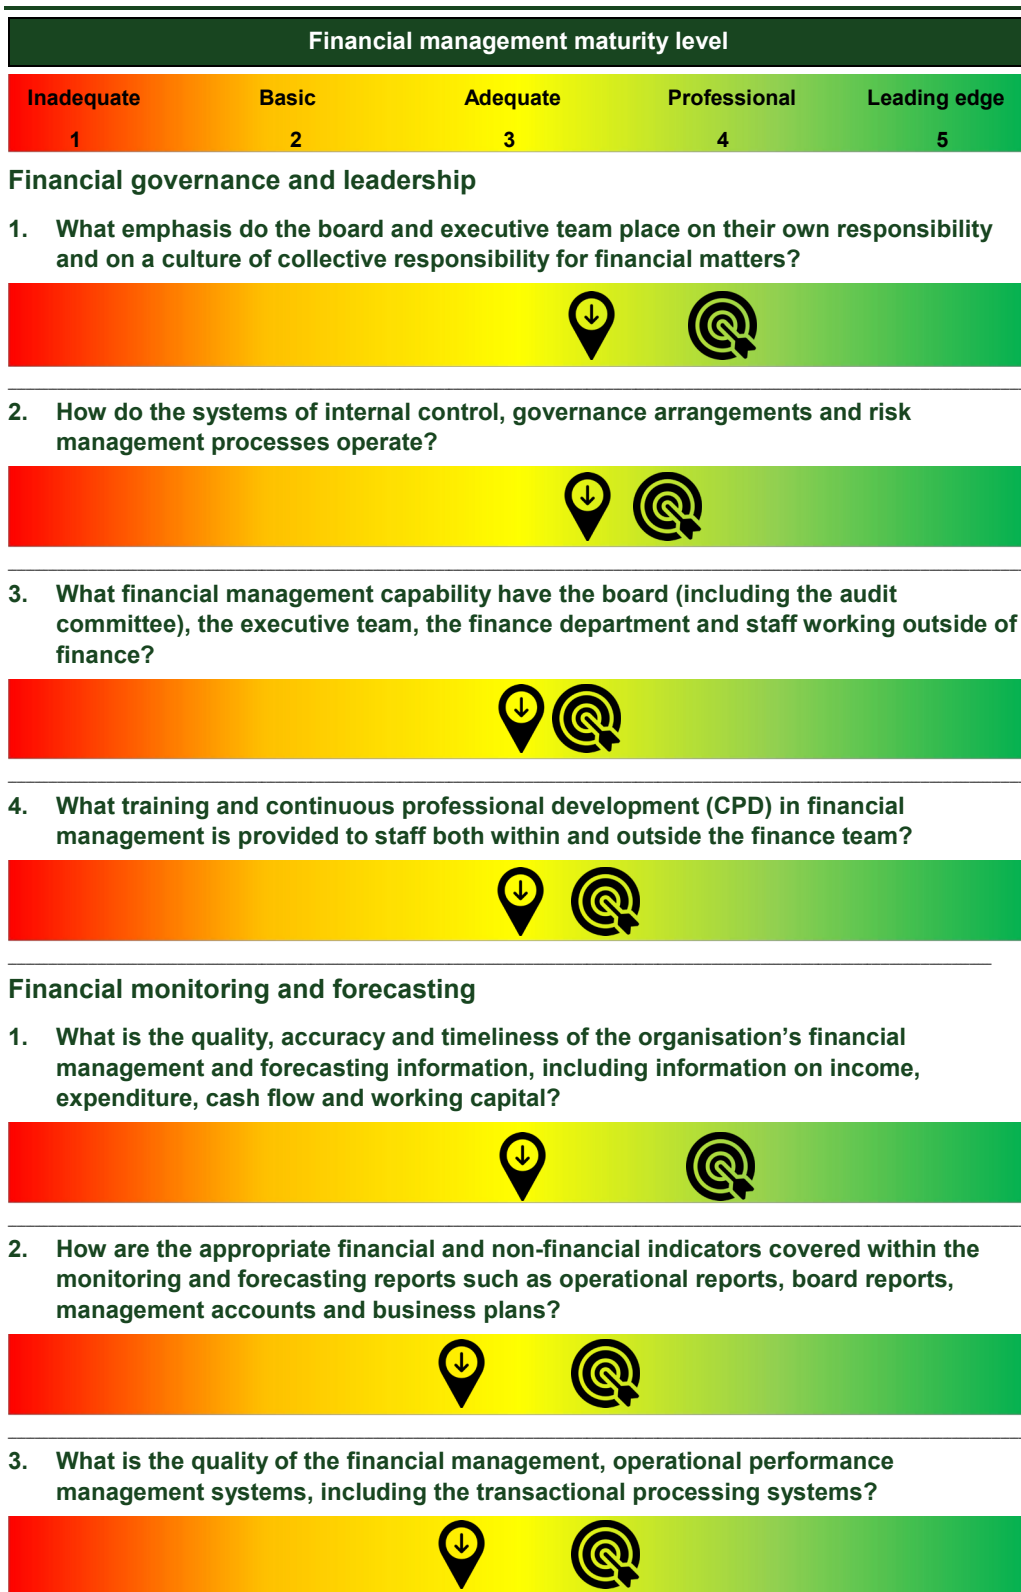 Financial management maturity level
Inadequate Basic Adequate Professional Leading edge
1 2 3 4 5
Financial governance and leadership
1. What emphasis do the board and executive team place on their own responsibility
and on a culture of collective responsibility for financial matters?
2. How do the systems of internal control, governance arrangements and risk
management processes operate?
3. What financial management capability have the board (including the audit
committee), the executive team, the finance department and staff working outside of
finance?
4. What training and continuous professional development (CPD) in financial
management is provided to staff both within and outside the finance team?
Financial monitoring and forecasting
1. What is the quality, accuracy and timeliness of the organisation’s financial
management and forecasting information, including information on income,
expenditure, cash flow and working capital?
2. How are the appropriate financial and non-financial indicators covered within the
monitoring and forecasting reports such as operational reports, board reports,
management accounts and business plans?
3. What is the quality of the financial management, operational performance
management systems, including the transactional processing systems?